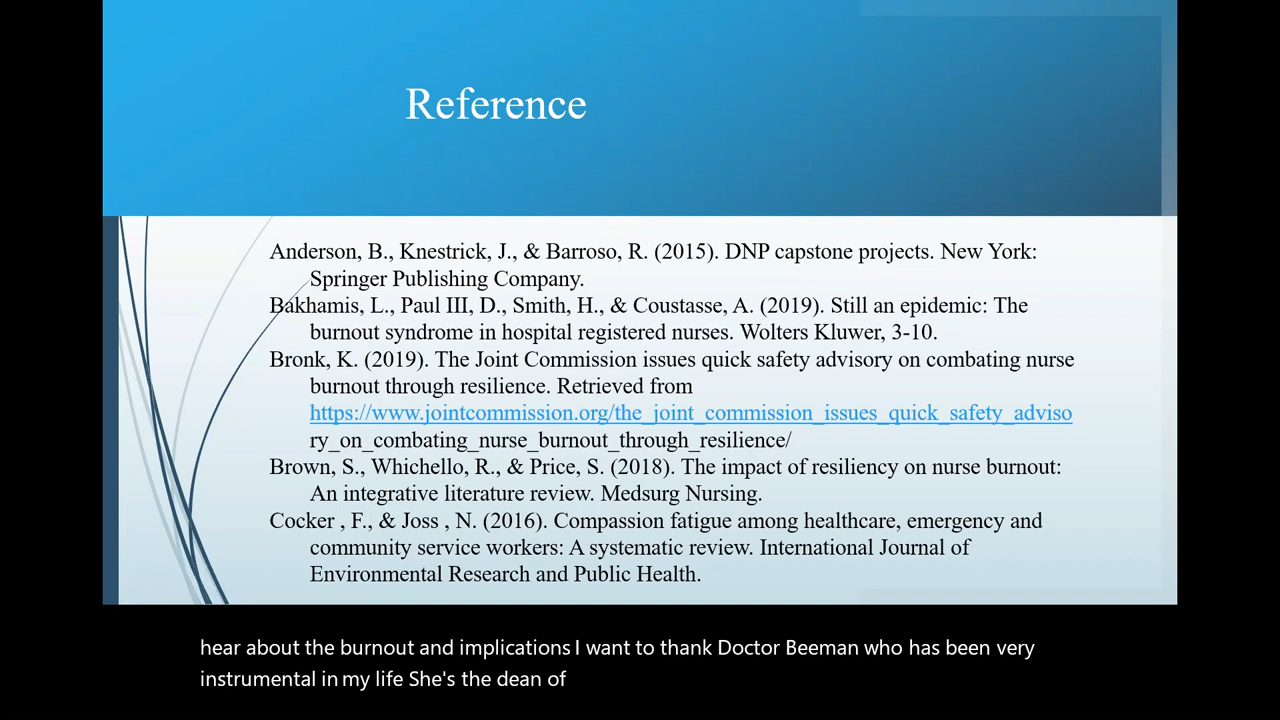 Reference
Anderson, B., Knestrick, J., & Barroso, R. (2015). DNP capstone projects. New York:
Springer Publishing Company.
Bakhamis, L., Paul III, D., Smith, H., & Coustasse, A. (2019). Still an epidemic: The
burnout syndrome in hospital registered nurses. Wolters Kluwer, 3-10.
Bronk, K. (2019). The Joint Commission issues quick safety advisory on combating nurse
burnout through resilience. Retrieved from
https://www.jointcommission.org/the_joint_commission_issues_quick_safety_adviso
ry_on_combating_nurse_burnout_through_resilience/
Brown, S., Whichello, R., & Price, S. (2018). The impact of resiliency on nurse burnout:
An integrative literature review. Medsurg Nursing.
Cocker , F., & Joss , N. (2016). Compassion fatigue among healthcare, emergency and
community service workers: A systematic review. International Journal of
Environmental Research and Public Health.
hear about the burnout and implications I want to thank Doctor Beeman who has been very
instrumental in my life She's the dean of